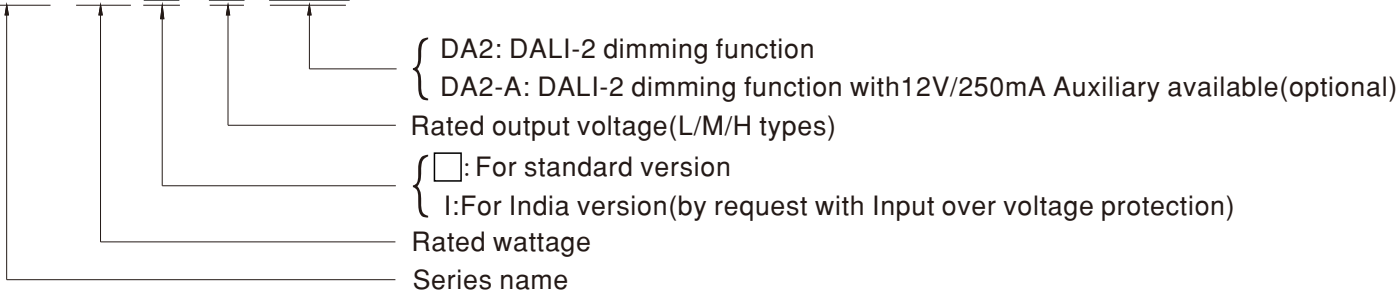 DA2: DALI-2 dimming function
DA2-A: DALI-2 dimming function with12V/250mA Auxiliary available(optional)
Rated output voltage(L/M/H types)
□: For standard version
I:For India version(by request with Input over voltage protection)
Rated wattage
Series name